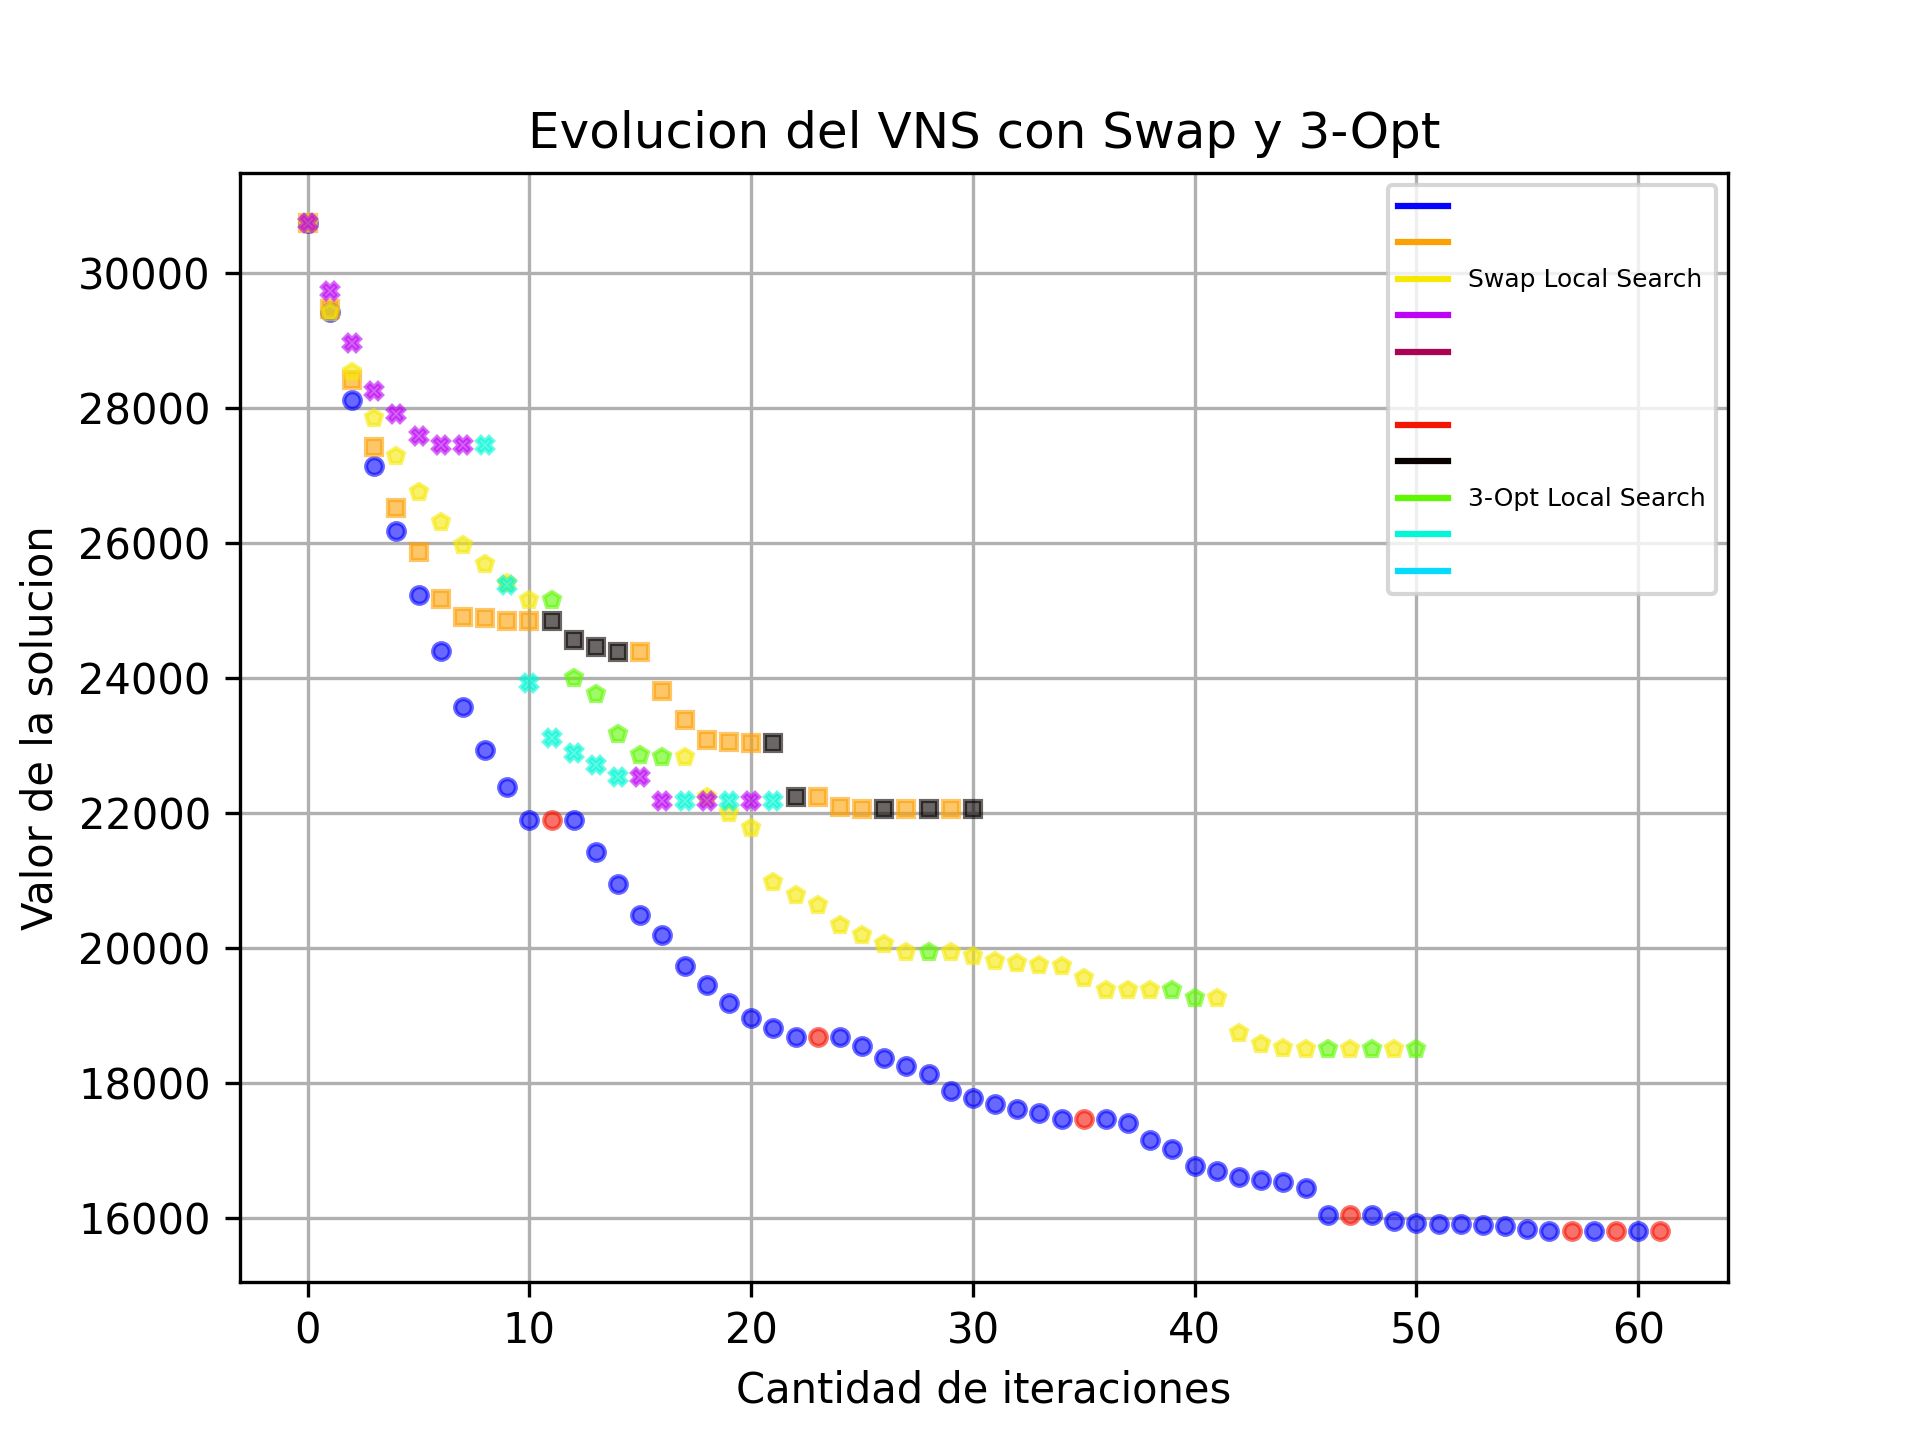 Evolucion del VNS con Swap y 3-Opt
Valor de la solucion
30000
28000
26000
24000
22000
20000
18000
16000
Swap Local Search
3-Opt Local Search
0 10 20 30 40 50 60
Cantidad de iteraciones